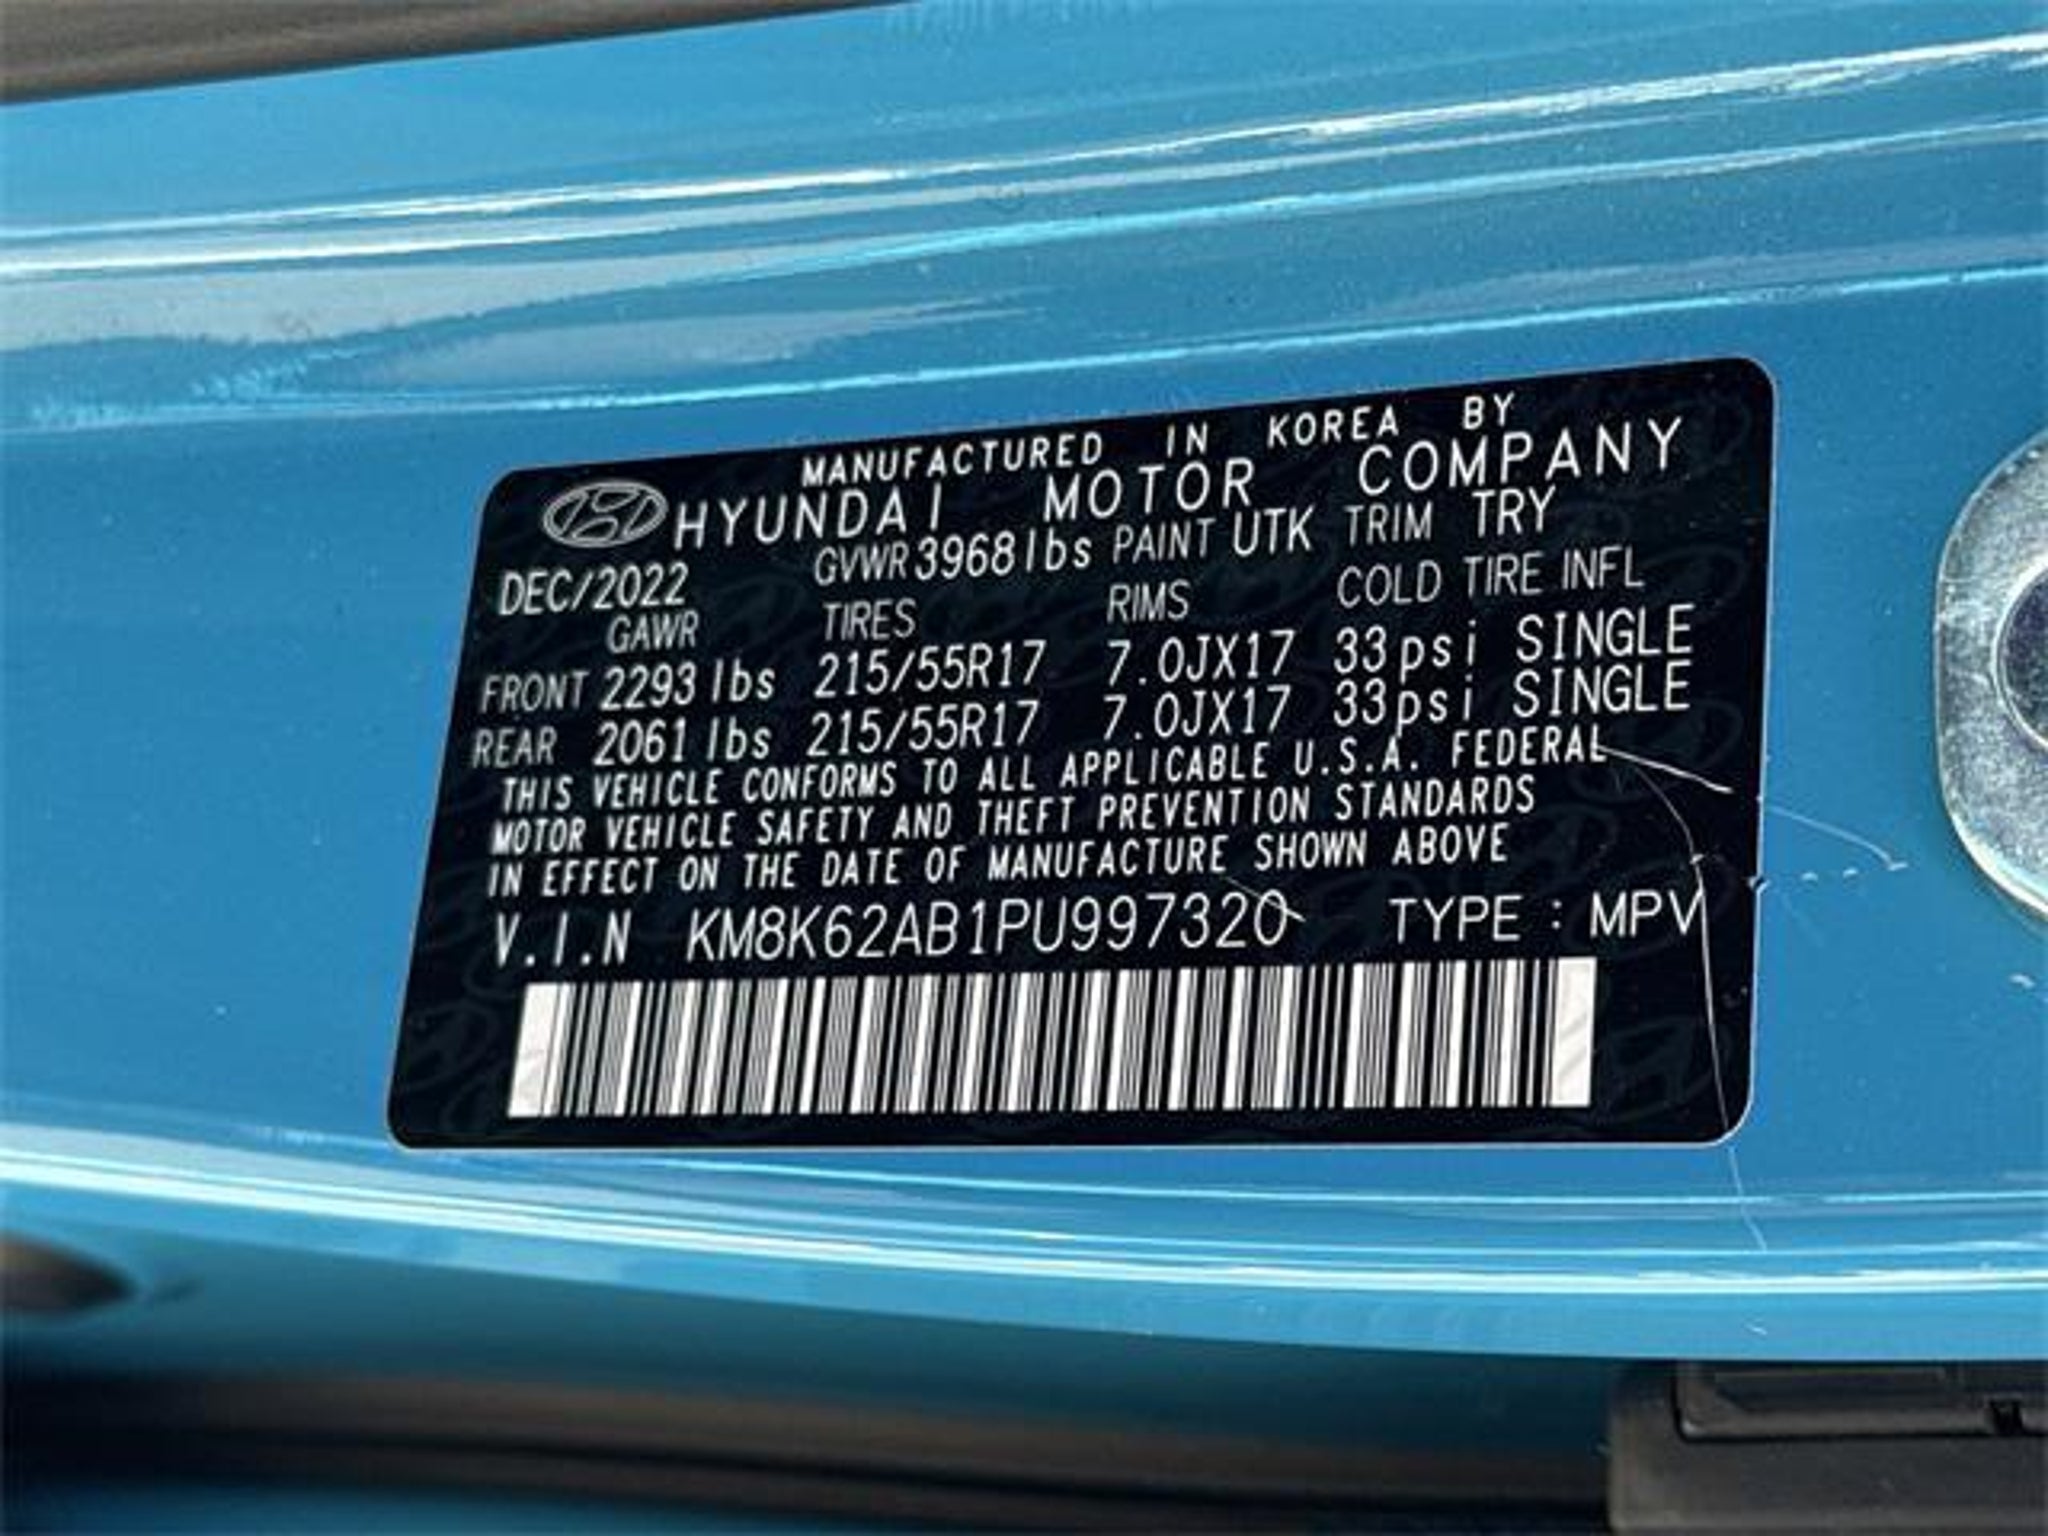 MANUFACTURED IN KOREA BY
HYUNDAI MOTOR COMPANY
DEC/2022 GVWR 3968 lbs PAINT UTK TRIM TRY
GAWR TIRES RIMS COLD TIRE INFL
FRONT 2293 lbs 215/55R17 7.0JX17 33psi SINGLE
REAR 2061 lbs 215/55R17 7.0JX17 33psi SINGLE
THIS VEHICLE CONFORMS TO ALL APPLICABLE U.S.A. FEDERAL
MOTOR VEHICLE SAFETY AND THEFT PREVENTION STANDARDS
IN EFFECT ON THE DATE OF MANUFACTURE SHOWN ABOVE
V.I.N KM8K62AB1PU997320 TYPE : MPV